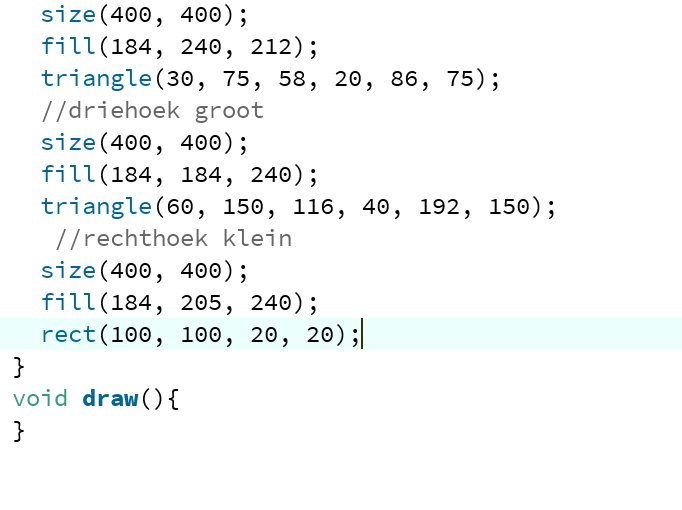 size(400, 400);
fill(184, 240, 212);
triangle(30, 75, 58, 20, 86, 75);
//driehoek groot
size(400, 400);
fill(184, 184, 240);
triangle(60, 150, 116, 40, 192, 150);
//rechthoek klein
size(400, 400);
fill(184, 205, 240);
rect(100, 100, 20, 20);
}
void draw(){
}